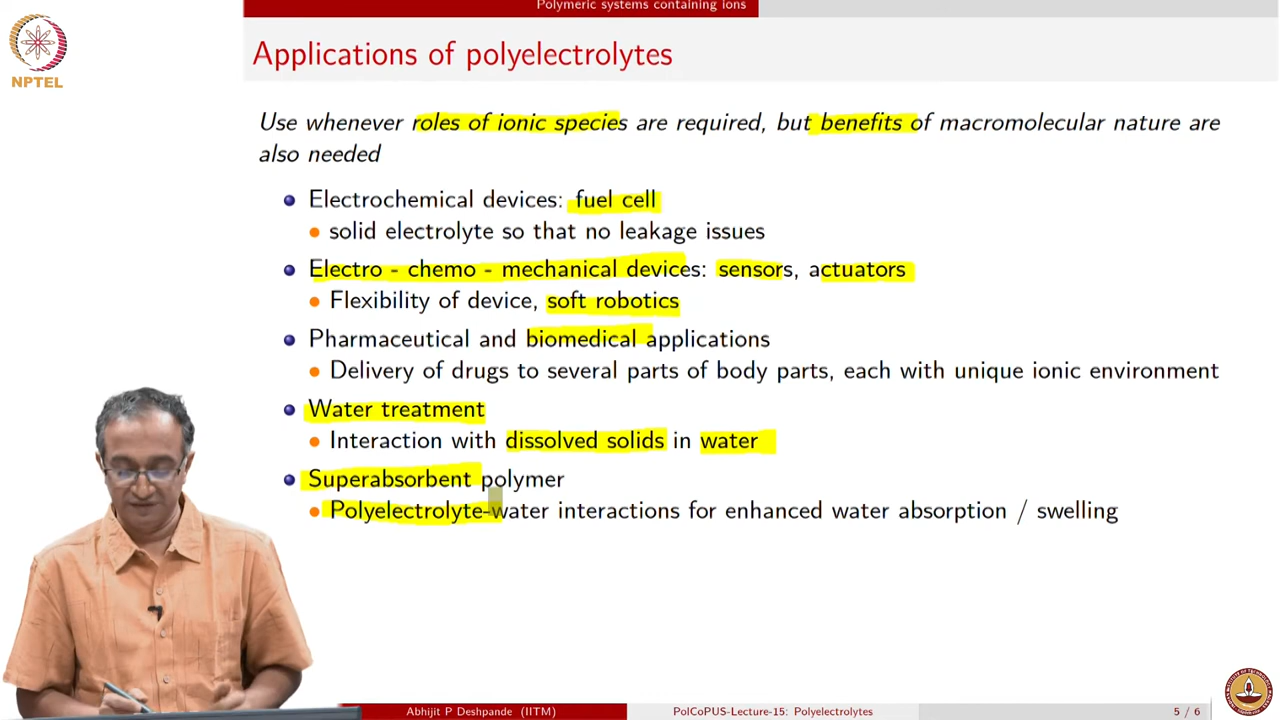 Polymeric systems containing ions
NPTEL
Applications of polyelectrolytes
Use whenever roles of ionic species are required, but benefits of macromolecular nature are
also needed
Electrochemical devices: fuel cell
solid electrolyte so that no leakage issues
Electro - chemo - mechanical devices: sensors, actuators
Flexibility of device, soft robotics
Pharmaceutical and biomedical applications
Delivery of drugs to several parts of body parts, each with unique ionic environment
Water treatment
Interaction with dissolved solids in water
Superabsorbent polymer
Polyelectrolyte-water interactions for enhanced water absorption / swelling
Abhijit P Deshpande (IITM) PolCoPUS-Lecture-15: Polyelectrolytes 5 / 6